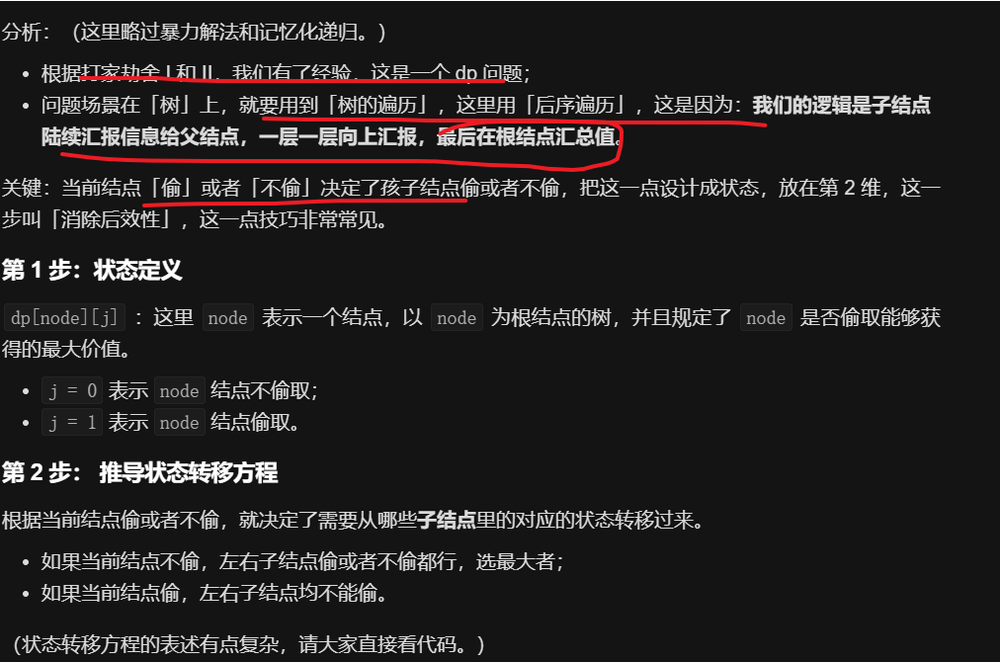 分析：（这里略过暴力解法和记忆化递归。）
根据打家劫舍 I 和 II，我们有了经验，这是一个 dp 问题；
问题场景在「树」上，就要用到「树的遍历」，这里用「后序遍历」，这是因为：我们的逻辑是子结点
陆续汇报信息给父结点，一层一层向上汇报，最后在根结点汇总值。
关键：当前结点「偷」或者「不偷」决定了孩子结点偷或者不偷，把这一点设计成状态，放在第 2 维，这一
步叫「消除后效性」，这一点技巧非常常见。
第 1 步：状态定义
dp[node][j] ：这里 node 表示一个结点，以 node 为根结点的树，并且规定了 node 是否偷取能够获
得的最大价值。
j = 0 表示 node 结点不偷取；
j = 1 表示 node 结点偷取。
第 2 步： 推导状态转移方程
根据当前结点偷或者不偷，就决定了需要从哪些子结点里的对应的状态转移过来。
如果当前结点不偷，左右子结点偷或者不偷都行，选最大者；
如果当前结点偷，左右子结点均不能偷。
（状态转移方程的表述有点复杂，请大家直接看代码。）